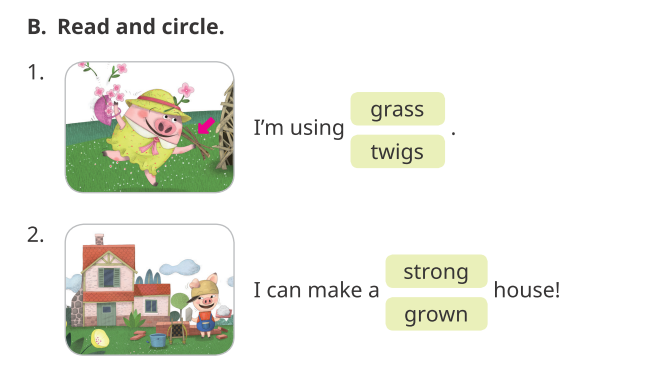 B. Read and circle.
1.
grass
I’m using
.
twigs
2.
strong
I can make a
house!
grown